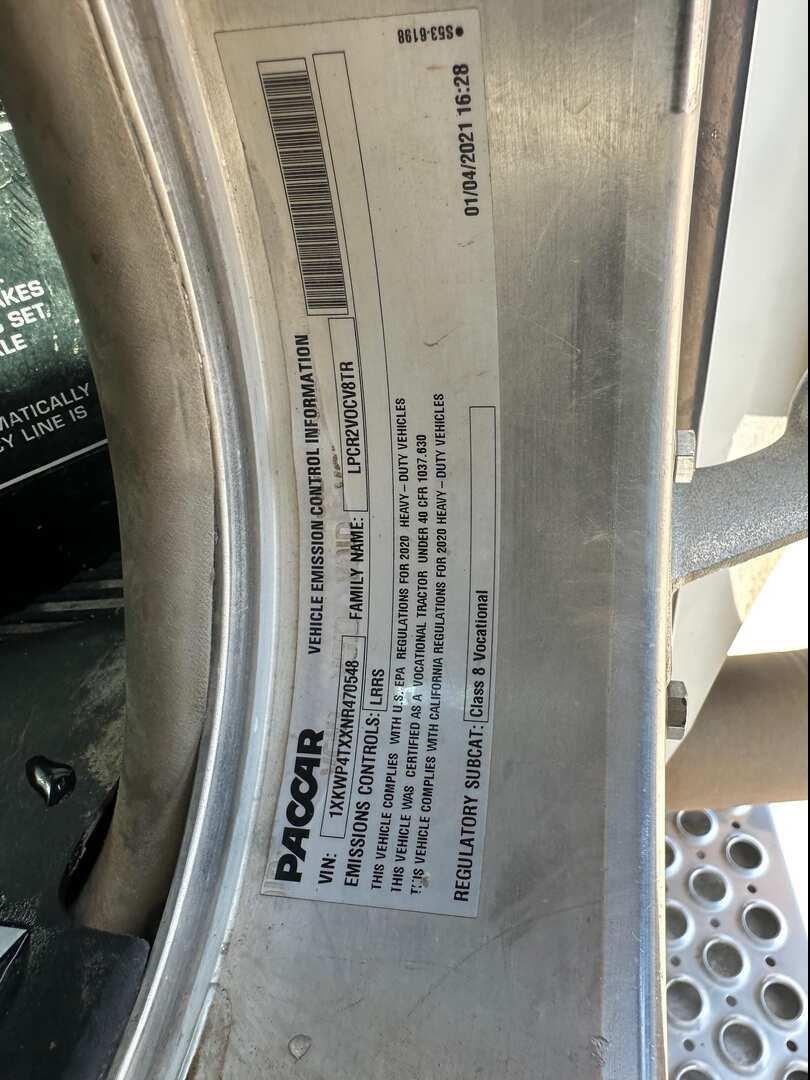 PACCAR
VEHICLE EMISSION CONTROL INFORMATION
VIN: 1XKWP4TXXNR470548 FAMILY NAME: LPCR2VOCV8TR
EMISSIONS CONTROLS: LRRS
THIS VEHICLE COMPLIES WITH U.S. EPA REGULATIONS FOR 2020 HEAVY-DUTY VEHICLES
THIS VEHICLE WAS CERTIFIED AS A VOCATIONAL TRACTOR UNDER 40 CFR 1037.630
THIS VEHICLE COMPLIES WITH CALIFORNIA REGULATIONS FOR 2020 HEAVY-DUTY VEHICLES
REGULATORY SUBCAT: Class 8 Vocational
01/04/2021 16:28
S53-6198
SET
LINE IS